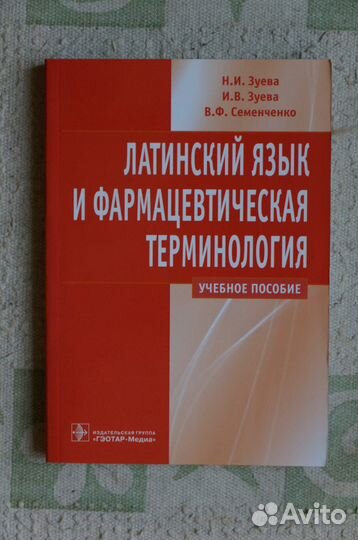 Н.И. Зуева
И.В. Зуева
В.Ф. Семенченко
ЛАТИНСКИЙ ЯЗЫК
И ФАРМАЦЕВТИЧЕСКАЯ
ТЕРМИНОЛОГИЯ
УЧЕБНОЕ ПОСОБИЕ
ИЗДАТЕЛЬСКАЯ ГРУППА
«ГЭОТАР-Медиа»
Avito